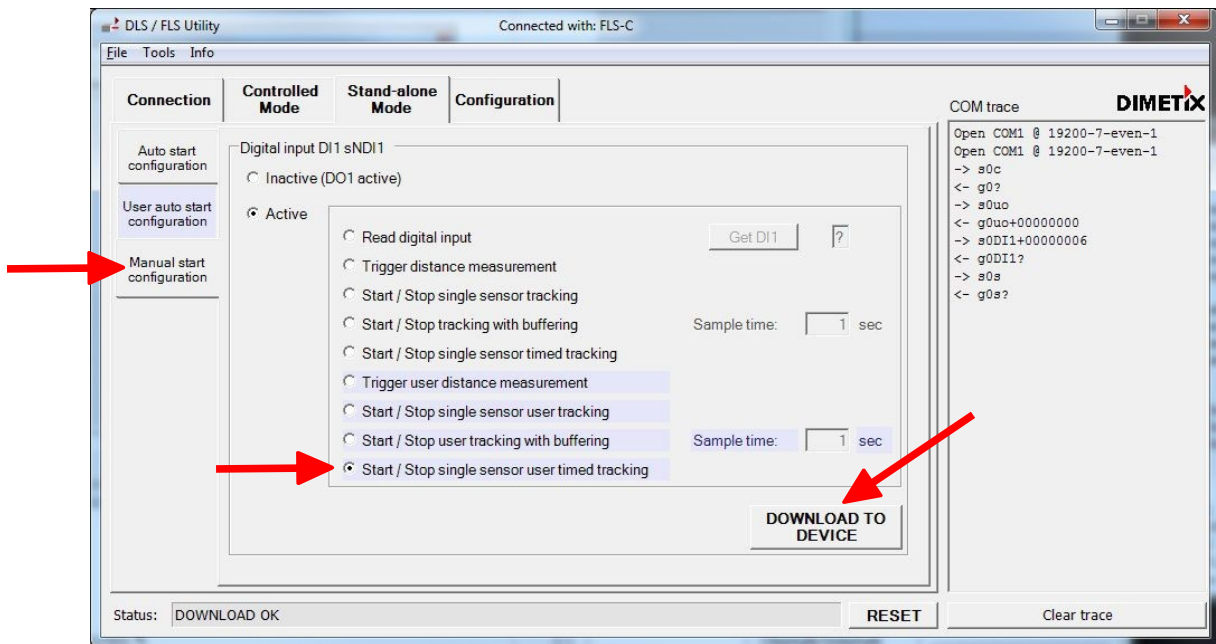 DLS / FLS Utility
Connected with: FLS-C
File Tools Info
Connection
Controlled
Mode
Stand-alone
Mode
Configuration
Auto start
configuration
User auto start
configuration
Manual start
configuration
Digital input DI1 sNDI1
Inactive (DO1 active)
Active
Read digital input
Get DI1
?
Trigger distance measurement
Start / Stop single sensor tracking
Start / Stop tracking with buffering
Sample time: 1 sec
Start / Stop single sensor timed tracking
Trigger user distance measurement
Start / Stop single sensor user tracking
Start / Stop user tracking with buffering
Sample time: 1 sec
Start / Stop single sensor user timed tracking
DOWNLOAD TO
DEVICE
COM trace
DIMETIX
Open COM1 @ 19200-7-even-1
Open COM1 @ 19200-7-even-1
-> s0c
<- g0?
-> s0uo
<- g0uo+00000000
-> s0DI1+00000006
<- g0DI1?
-> s0s
<- g0s?
Status: DOWNLOAD OK
RESET
Clear trace